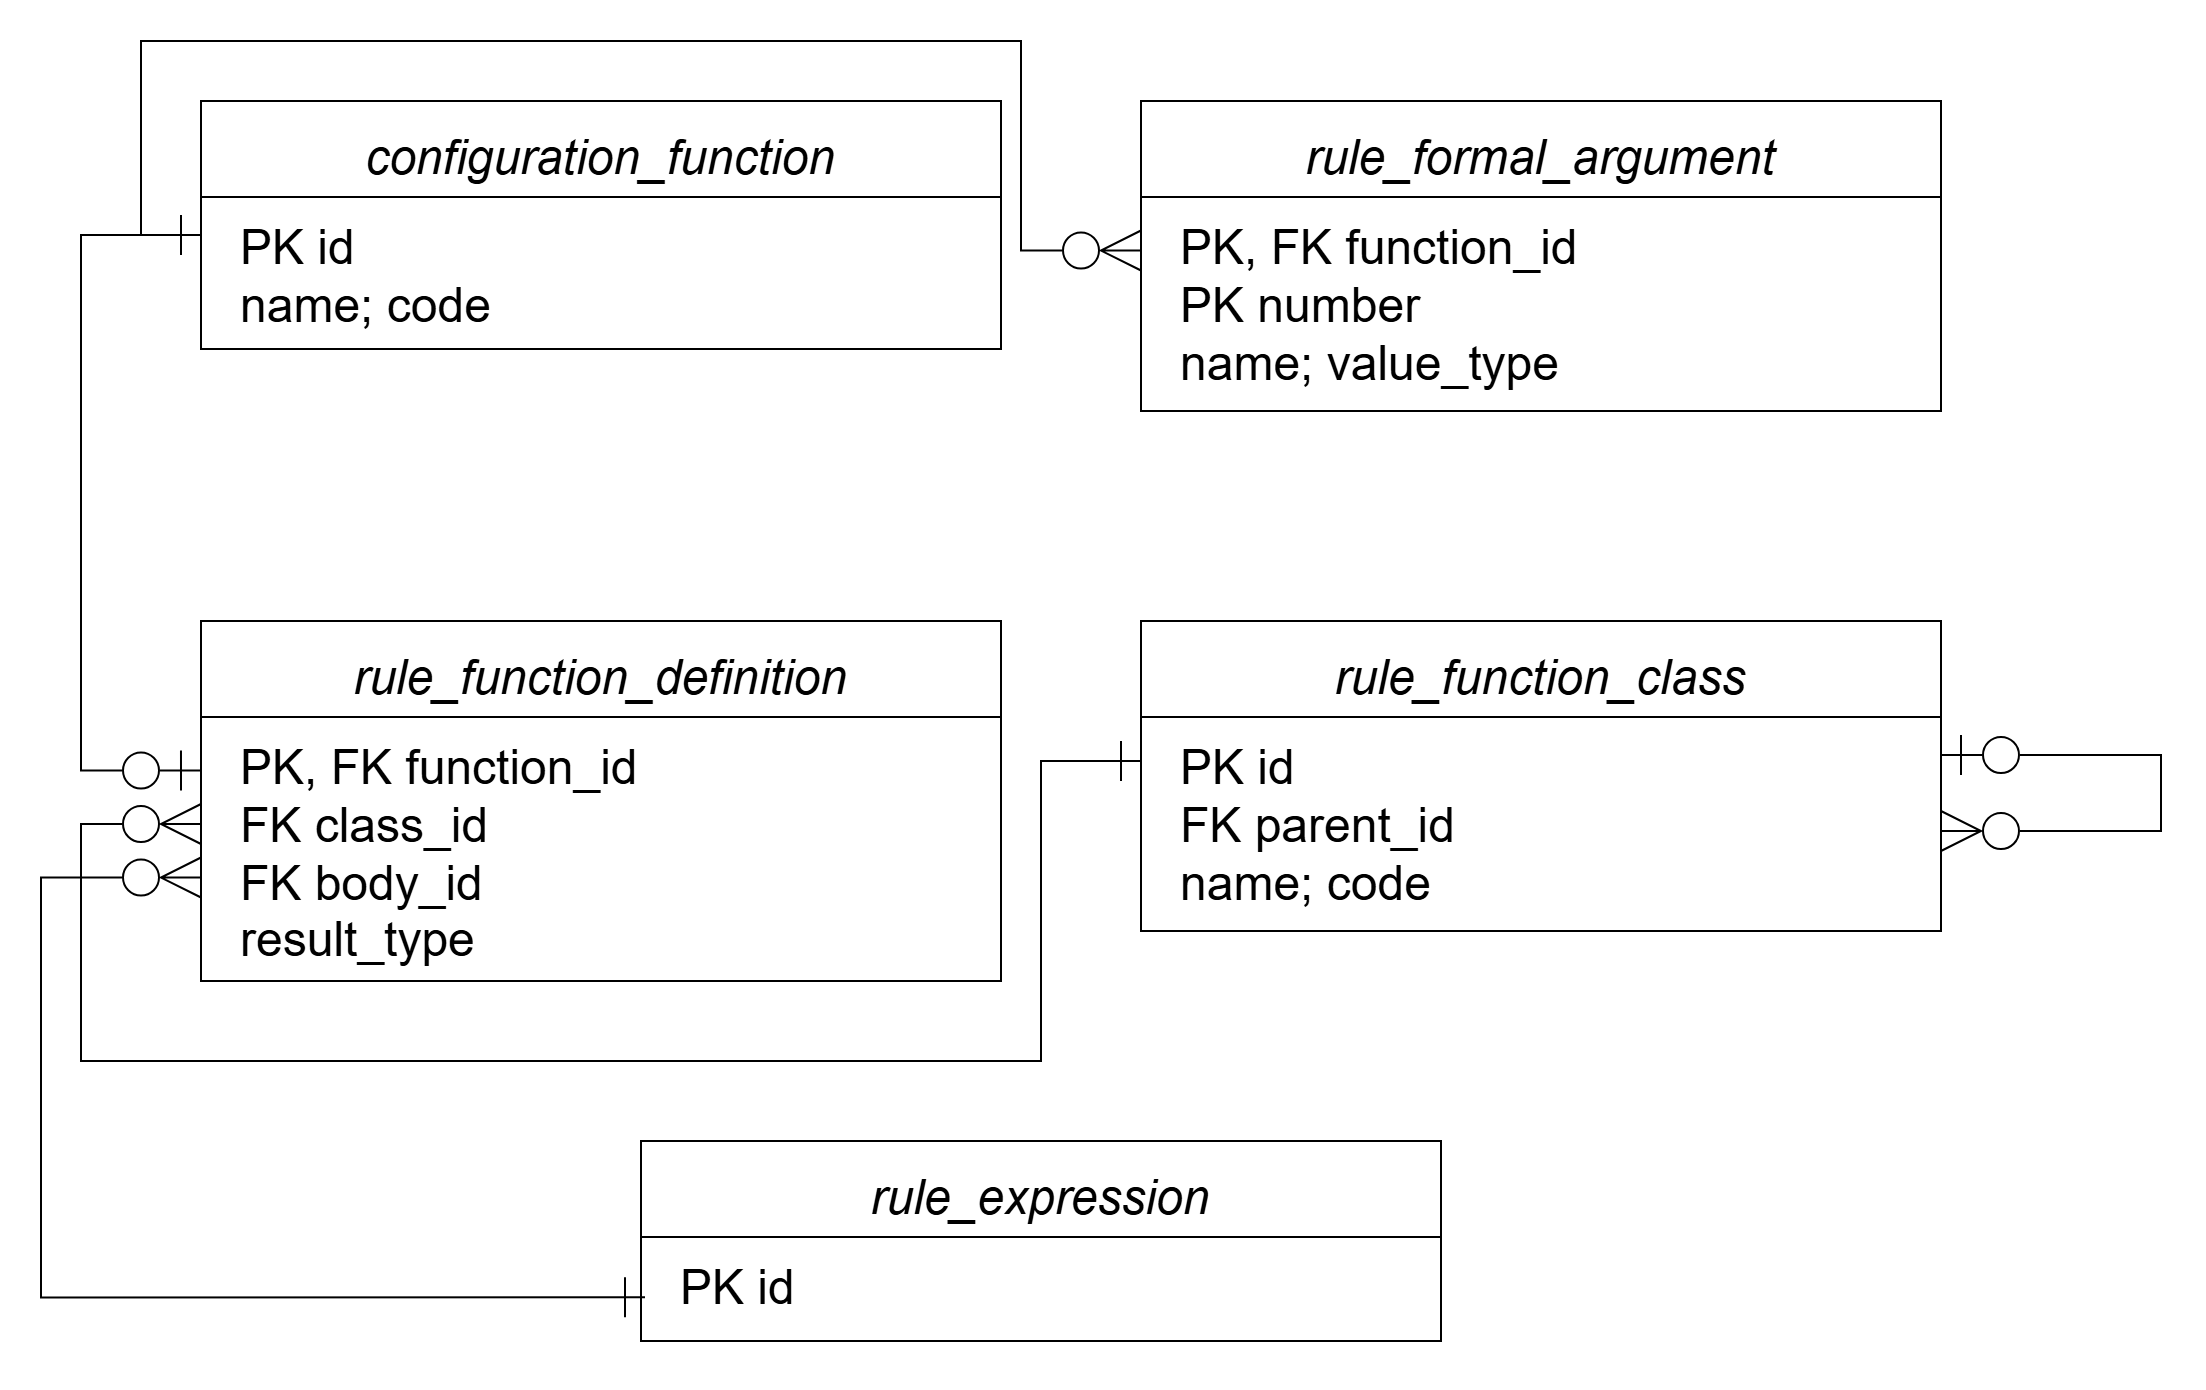 configuration_function
PK id
name; code
rule_formal_argument
PK, FK function_id
PK number
name; value_type
rule_function_definition
PK, FK function_id
FK class_id
FK body_id
result_type
rule_function_class
PK id
FK parent_id
name; code
rule_expression
PK id